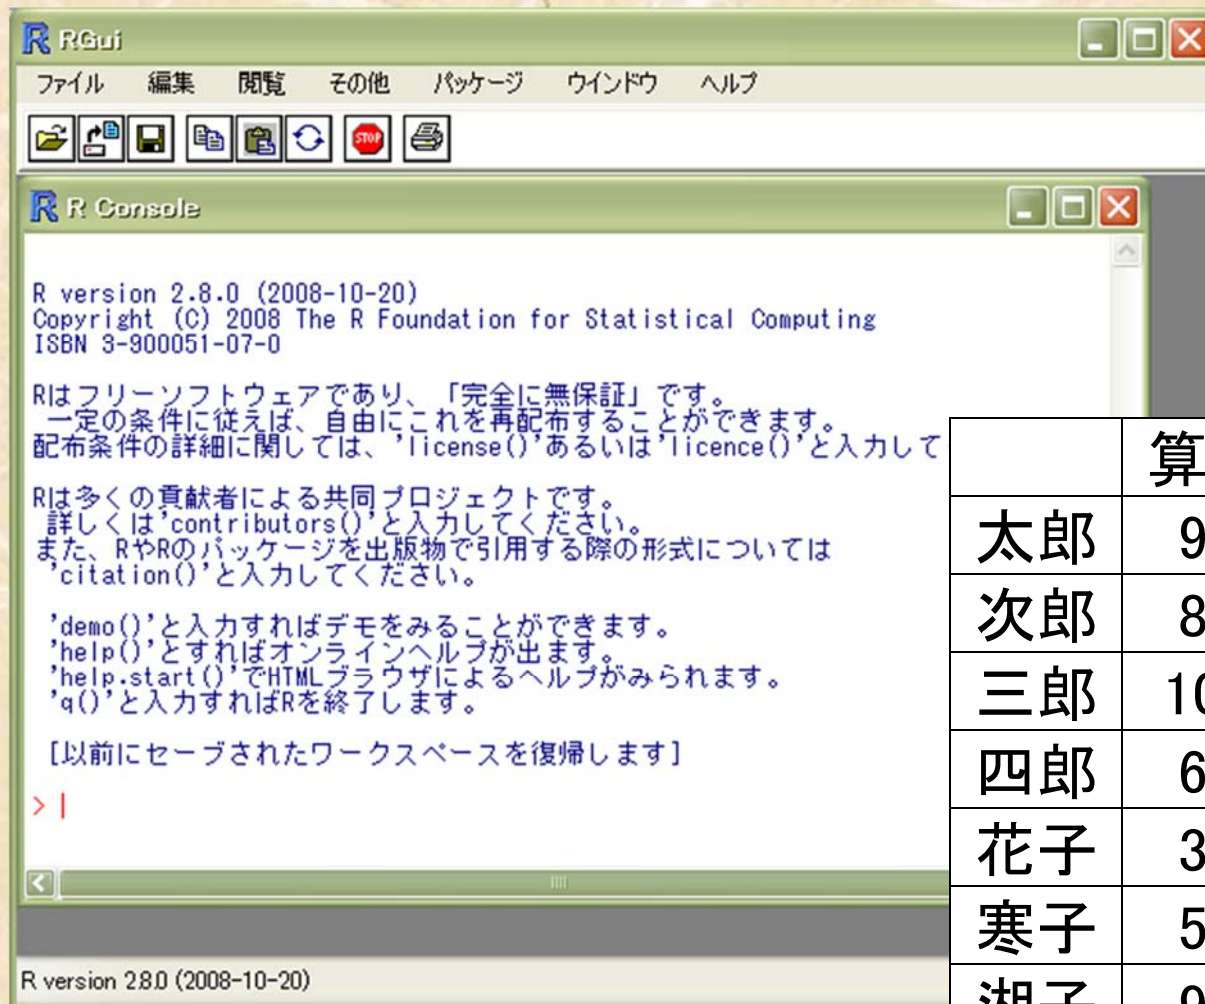 RGui
ファイル 編集 閲覧 その他 パッケージ ウインドウ ヘルプ
STOP
R Console
R version 2.8.0 (2008-10-20)
Copyright (C) 2008 The R Foundation for Statistical Computing
ISBN 3-900051-07-0
Rはフリーソフトウェアであり、「完全に無保証」です。
一定の条件に従えば、自由にこれを再配布することができます。
配布条件の詳細に関しては、'license()'あるいは'licence()'と入力して
Rは多くの貢献者による共同プロジェクトです。
詳しくは'contributors()'と入力してください。
また、RやRのパッケージを出版物で引用する際の形式については
'citation()'と入力してください。
'demo()'と入力すればデモをみることができます。
'help()'とすればオンラインヘルプが出ます。
'help.start()'でHTMLブラウザによるヘルプがみられます。
'q()'と入力すればRを終了します。
[以前にセーブされたワークスペースを復帰します]
>
R version 2.8.0 (2008-10-20)
算
太郎 9
次郎 8
三郎 10
四郎 6
花子 3
寒子 5
湘子 9